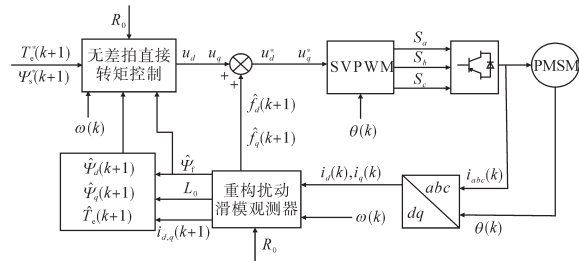 R₀
T*ₑ(k+1)
Ψ*ₛ(k+1)
无差拍直接
转矩控制
u_d u_q
+
+
u*_d u*_q
SVPWM
S_a
S_b
S_c
PMSM
ω(k)
f̂_d(k+1)
f̂_q(k+1)
θ(k)
Ψ̂_d(k+1)
Ψ̂_q(k+1)
T̂ₑ(k+1)
Ψ̂_f
L₀
i_{d,q}(k+1)
重构扰动
滑模观测器
i_d(k),i_q(k)
ω(k)
R₀
abc
dq
i_{abc}(k)
θ(k)